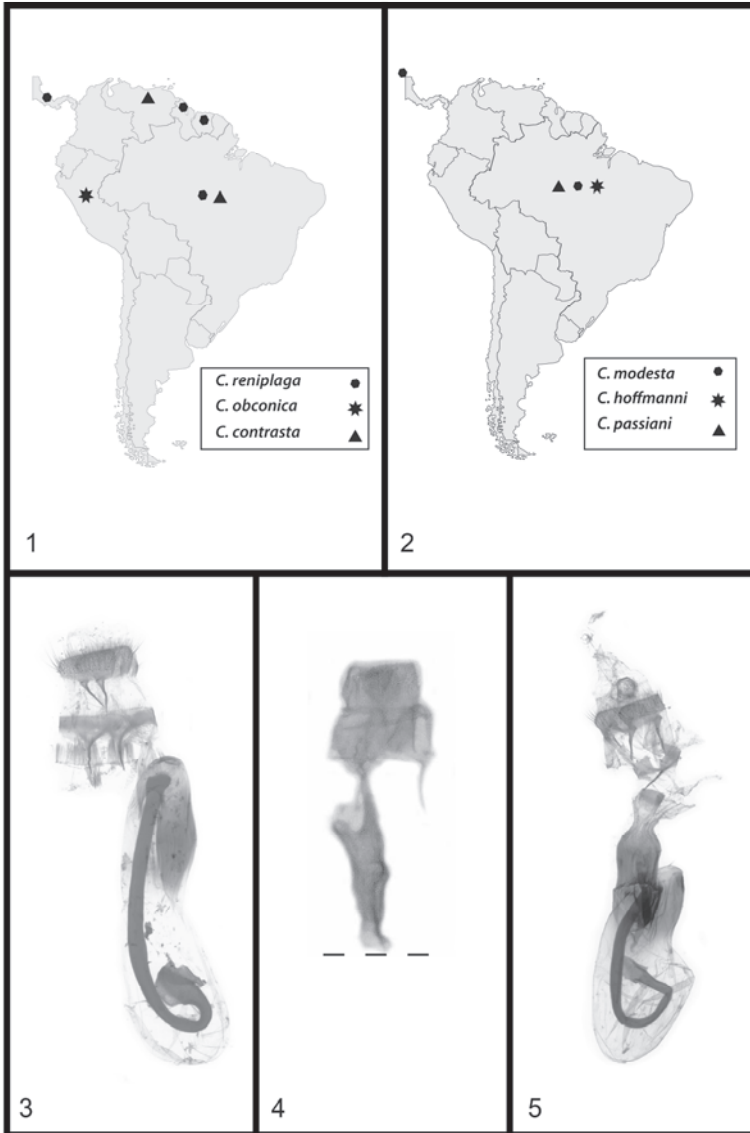 C. reniplaga
C. obconica
C. contrasta
1
C. modesta
C. hoffmanni
C. passiani
2
3
4
5